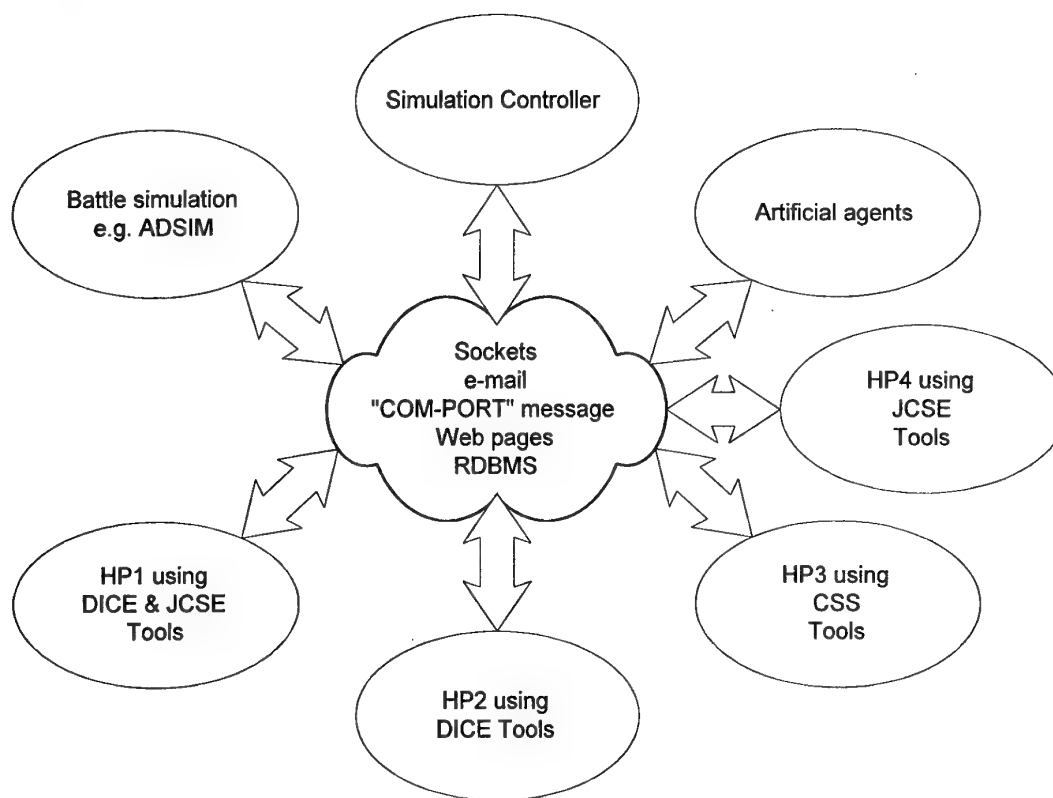 Simulation Controller
Battle simulation
e.g. ADSIM
Artificial agents
Sockets
e-mail
"COM-PORT" message
Web pages
RDBMS
HP4 using
JCSE
Tools
HP1 using
DICE & JCSE
Tools
HP3 using
CSS
Tools
HP2 using
DICE Tools